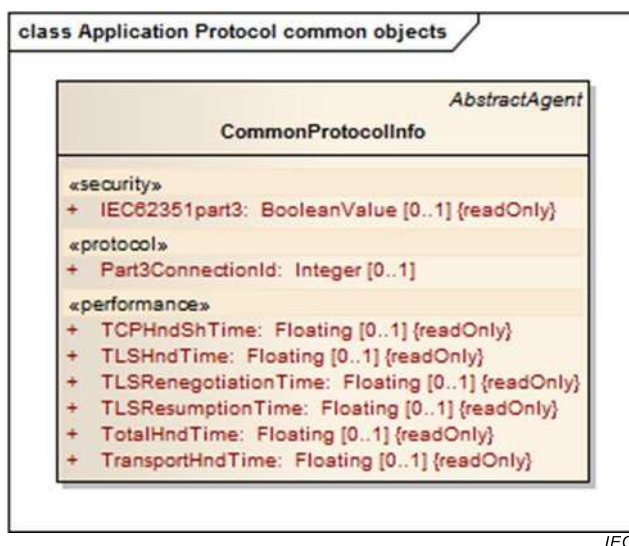 class Application Protocol common objects
AbstractAgent
CommonProtocolInfo
«security»
+ IEC62351part3: BooleanValue [0..1] {readOnly}
«protocol»
+ Part3ConnectionId: Integer [0..1]
«performance»
+ TCPHndShTime: Floating [0..1] {readOnly}
+ TLSHndTime: Floating [0..1] {readOnly}
+ TLSRenegotiationTime: Floating [0..1] {readOnly}
+ TLSResumptionTime: Floating [0..1] {readOnly}
+ TotalHndTime: Floating [0..1] {readOnly}
+ TransportHndTime: Floating [0..1] {readOnly}
IEC